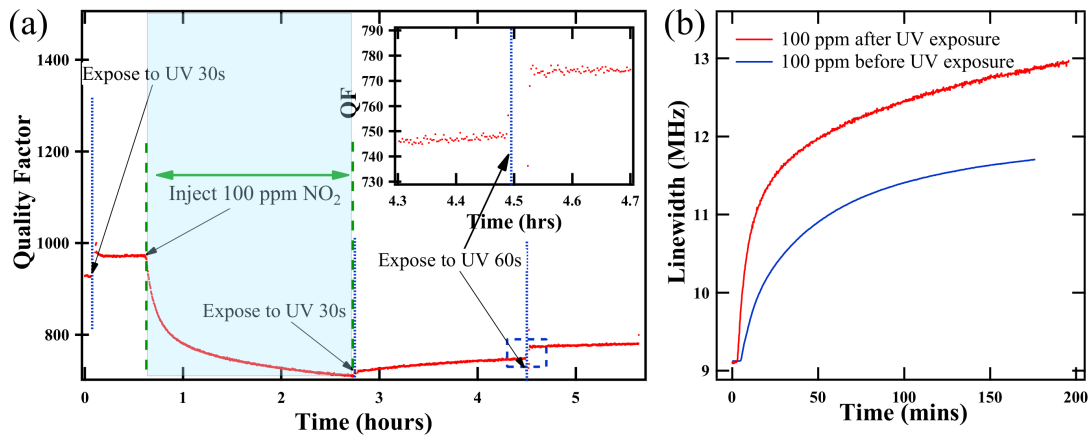 (a)
1400
1200
1000
800
Quality Factor
0
1
2
3
4
5
Time (hours)
Expose to UV 30s
Inject 100 ppm NO₂
Expose to UV 30s
Expose to UV 60s
790
780
770
760
750
740
730
QF
4.3
4.4
4.5
4.6
4.7
Time (hrs)
(b)
13
12
11
10
9
Linewidth (MHz)
100 ppm after UV exposure
100 ppm before UV exposure
0
50
100
150
200
Time (mins)